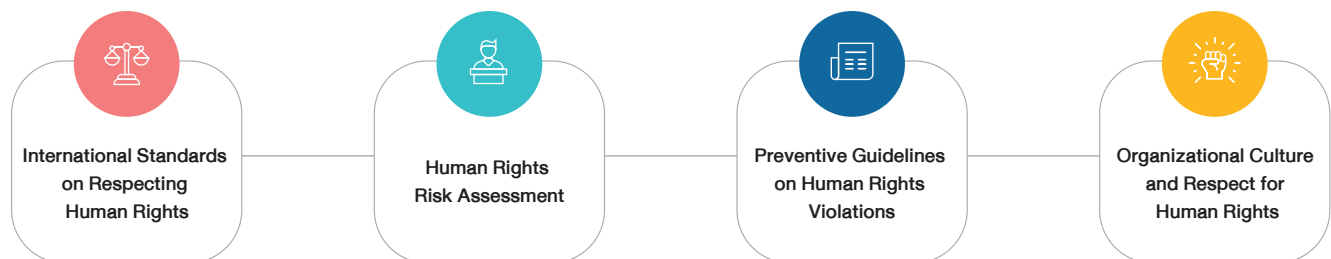 International Standards
on Respecting
Human Rights
Human Rights
Risk Assessment
Preventive Guidelines
on Human Rights
Violations
Organizational Culture
and Respect for
Human Rights